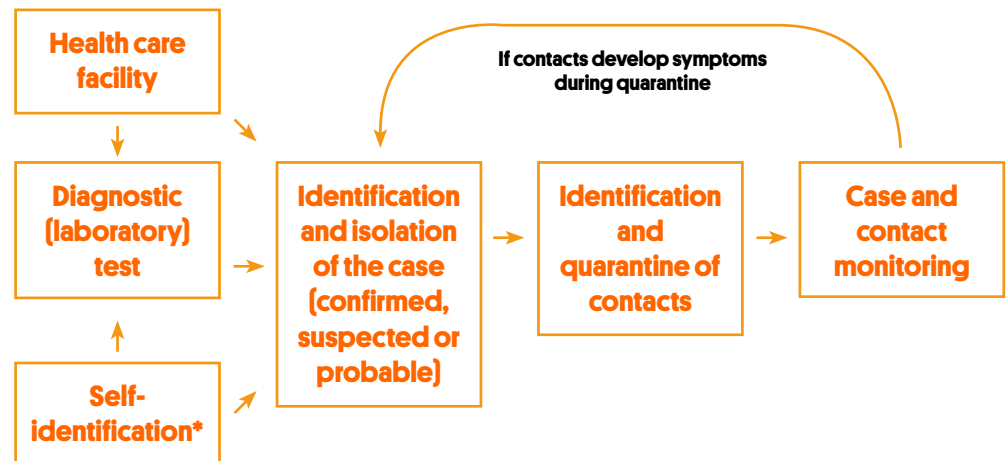 Health care
facility
If contacts develop symptoms
during quarantine
Diagnostic
(laboratory)
test
Identification
and isolation
of the case
(confirmed,
suspected or
probable)
Identification
and
quarantine of
contacts
Case and
contact
monitoring
Self-
identification*